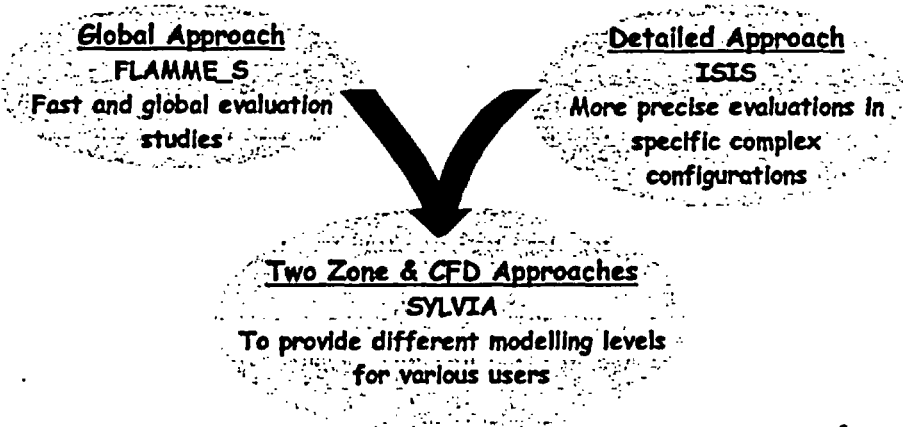 Global Approach
FLAMME_S
Fast and global evaluation
studies
Detailed Approach
ISIS
More precise evaluations in
specific complex
configurations
Two Zone & CFD Approaches
SYLVIA
To provide different modelling levels
for various users